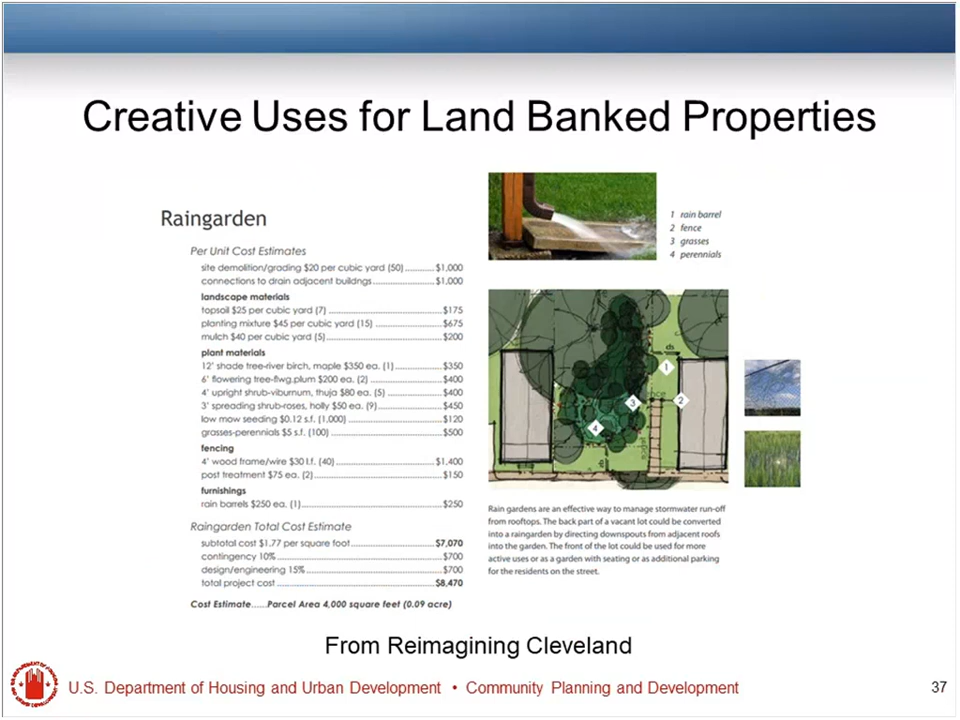 Creative Uses for Land Banked Properties
Raingarden
Per Unit Cost Estimates
site demolition/grading $20 per cubic yard (50)..............$1,000
connections to drain adjacent buildngs..........................$1,000
landscape materials
topsoil $25 per cubic yard (7) ..............................................$175
planting mixture $45 per cubic yard (15) ...........................$675
mulch $40 per cubic yard (5)...............................................$200
plant materials
12' shade tree-river birch, maple $350 ea. (1)...................$350
6' flowering tree-flwg.plum $200 ea. (2) ............................$400
4' upright shrub-viburnum, thuja $80 ea. (5) ......................$400
3' spreading shrub-roses, holly $50 ea. (9)..........................$450
low mow seeding $0.12 s.f. (1,000) .....................................$120
grasses-perennials $5 s.f. (100) ............................................$500
fencing
4' wood frame/wire $30 l.f. (40)........................................$1,400
post treatment $75 ea. (2)...................................................$150
furnishings
rain barrels $250 ea. (1)........................................................$250
Raingarden Total Cost Estimate
subtotal cost $1.77 per square foot..................................$7,070
contingency 10%.................................................................$700
design/engineering 15%.......................................................$700
total project cost ................................................................$8,470
Cost Estimate......Parcel Area 4,000 square feet (0.09 acre)
1 rain barrel
2 fence
3 grasses
4 perennials
ds
1
3
2
4
Rain gardens are an effective way to manage stormwater run-off
from rooftops. The back part of a vacant lot could be converted
into a raingarden by directing downspouts from adjacent roofs
into the garden. The front of the lot could be used for more
active uses or as a garden with seating or as additional parking
for the residents on the street.
From Reimagining Cleveland
U.S. Department of Housing and Urban Development • Community Planning and Development
37